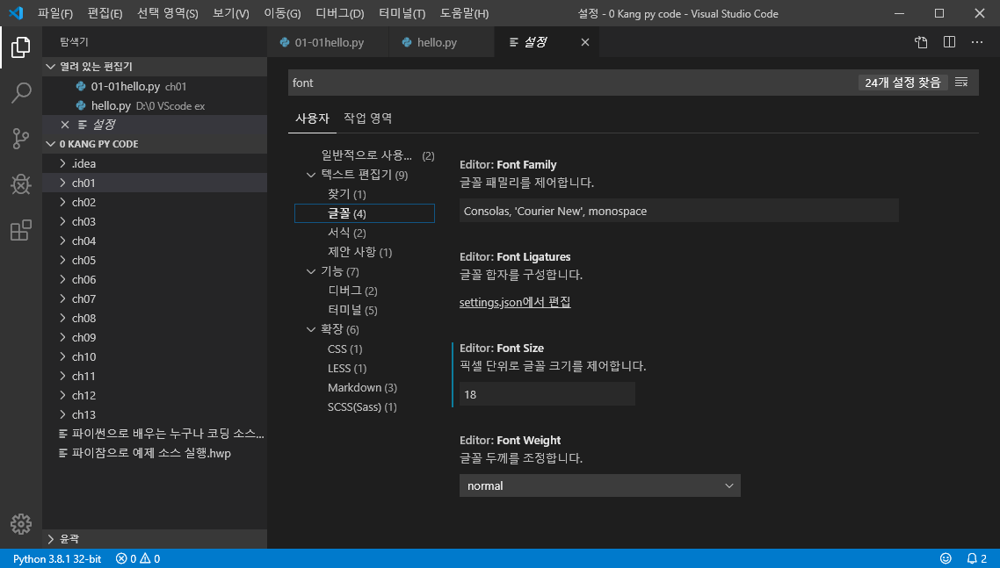 파일(F) 편집(E) 선택 영역(S) 보기(V) 이동(G) 디버그(D) 터미널(T) 도움말(H) 설정 - 0 Kang py code - Visual Studio Code
탐색기
열려 있는 편집기
01-01hello.py ch01
hello.py D:\0 VScode ex
설정
0 KANG PY CODE
.idea
ch01
ch02
ch03
ch04
ch05
ch06
ch07
ch08
ch09
ch10
ch11
ch12
ch13
파이썬으로 배우는 누구나 코딩 소스...
파이참으로 예제 소스 실행.hwp
윤곽
01-01hello.py hello.py 설정
font 24개 설정 찾음
사용자 작업 영역
일반적으로 사용... (2)
텍스트 편집기 (9)
찾기 (1)
글꼴 (4)
서식 (2)
제안 사항 (1)
기능 (7)
디버그 (2)
터미널 (5)
확장 (6)
CSS (1)
LESS (1)
Markdown (3)
SCSS(Sass) (1)
Editor: Font Family
글꼴 패밀리를 제어합니다.
Consolas, 'Courier New', monospace
Editor: Font Ligatures
글꼴 합자를 구성합니다.
settings.json에서 편집
Editor: Font Size
픽셀 단위로 글꼴 크기를 제어합니다.
18
Editor: Font Weight
글꼴 두께를 조정합니다.
normal
Python 3.8.1 32-bit 0 0 2